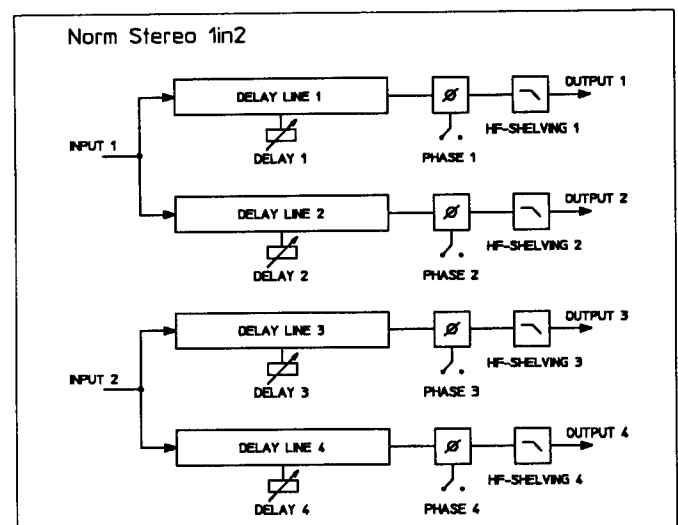 Norm Stereo 1in2
OUTPUT 1
DELAY LINE 1
Ø
HF-SHELVING 1
INPUT 1
DELAY 1
PHASE 1
OUTPUT 2
DELAY LINE 2
Ø
HF-SHELVING 2
DELAY 2
PHASE 2
OUTPUT 3
DELAY LINE 3
Ø
HF-SHELVING 3
INPUT 2
DELAY 3
PHASE 3
OUTPUT 4
DELAY LINE 4
Ø
HF-SHELVING 4
DELAY 4
PHASE 4